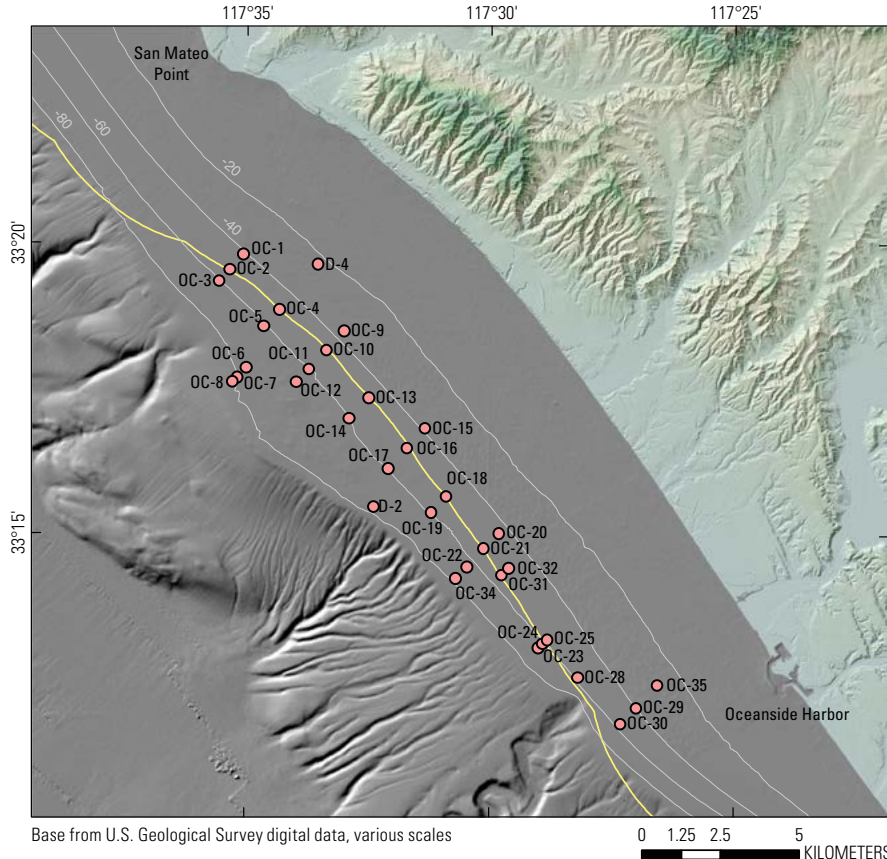 117°35' 117°30' 117°25'
San Mateo
Point
-80
-60
-20
-40
33°20'
OC-1
OC-2
D-4
OC-3
OC-4
OC-5
OC-9
OC-10
OC-6
OC-11
OC-8
OC-7
OC-12
OC-13
OC-14
OC-15
OC-16
OC-17
OC-18
D-2
OC-19
33°15'
OC-20
OC-21
OC-22
OC-32
OC-31
OC-34
OC-24
OC-25
OC-23
OC-28
OC-35
OC-29
Oceanside Harbor
OC-30
Base from U.S. Geological Survey digital data, various scales
0 1.25 2.5 5
KILOMETERS